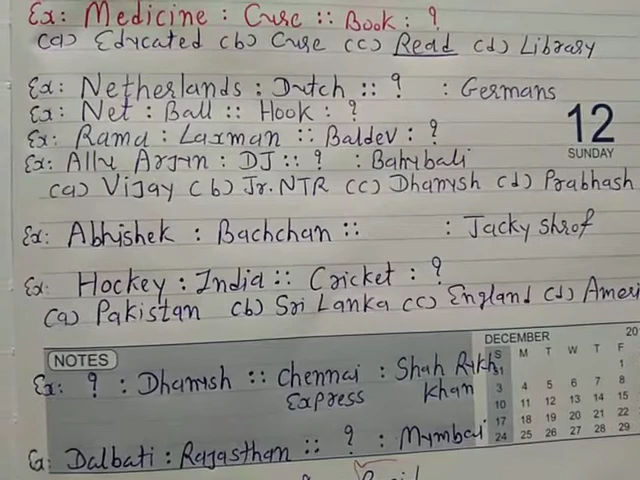 Ex: Medicine : Cure :: Book : ?
(a) Educated (b) Cure (c) Read (d) Library
Ex: Netherlands : Dutch :: ? : Germans
Ex: Net : Ball :: Hook : ?
12
Ex: Rama : Laxman :: Baldev : ?
SUNDAY
Ex: Allu Arjun : DJ :: ? : Bahubali
(a) Vijay (b) Jr. NTR (c) Dhanush (d) Prabhash
Ex: Abhishek : Bachchan :: : Jacky Shrof
Ex: Hockey : India :: Cricket : ?
(a) Pakistan (b) Sri Lanka (c) England (d) Ameri
NOTES
DECEMBER 20
S M T W T F
31 1
3 4 5 6 7 8
10 11 12 13 14 15
17 18 19 20 21 22
24 25 26 27 28 29
Ex: ? : Dhanush :: Chennai Express : Shah Rukh Khan
Ex: Dalbati : Rajasthan :: ? : Mumbai